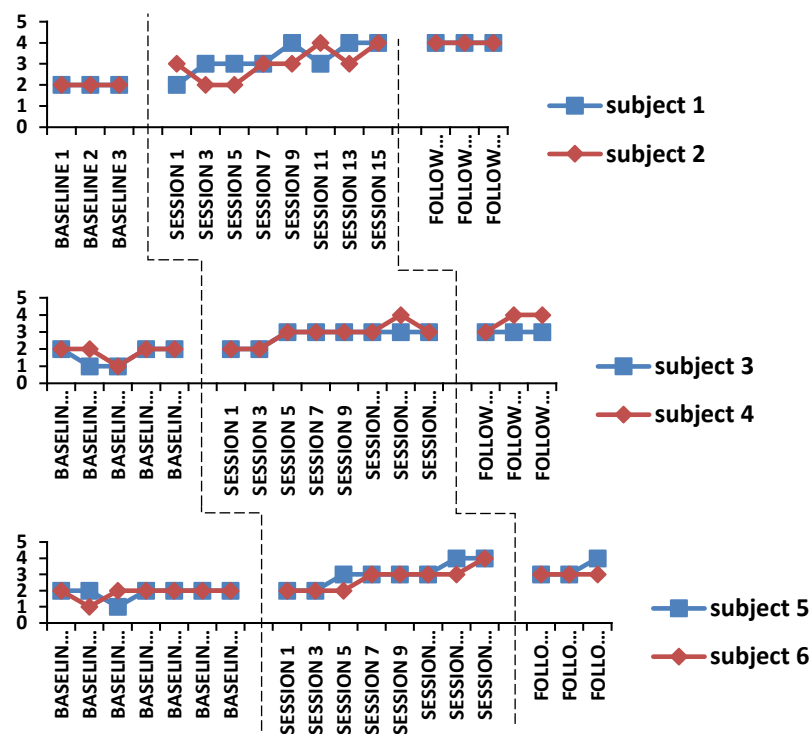 5
4
3
2
1
0
BASELINE 1
BASELINE 2
BASELINE 3
SESSION 1
SESSION 3
SESSION 5
SESSION 7
SESSION 9
SESSION 11
SESSION 13
SESSION 15
FOLLOW...
FOLLOW...
FOLLOW...
subject 1
subject 2
5
4
3
2
1
0
BASELIN...
BASELIN...
BASELIN...
BASELIN...
BASELIN...
SESSION 1
SESSION 3
SESSION 5
SESSION 7
SESSION 9
SESSION...
SESSION...
SESSION...
FOLLOW...
FOLLOW...
FOLLOW...
subject 3
subject 4
5
4
3
2
1
0
BASELIN...
BASELIN...
BASELIN...
BASELIN...
BASELIN...
BASELIN...
BASELIN...
SESSION 1
SESSION 3
SESSION 5
SESSION 7
SESSION 9
SESSION...
SESSION...
SESSION...
FOLLO...
FOLLO...
FOLLO...
subject 5
subject 6